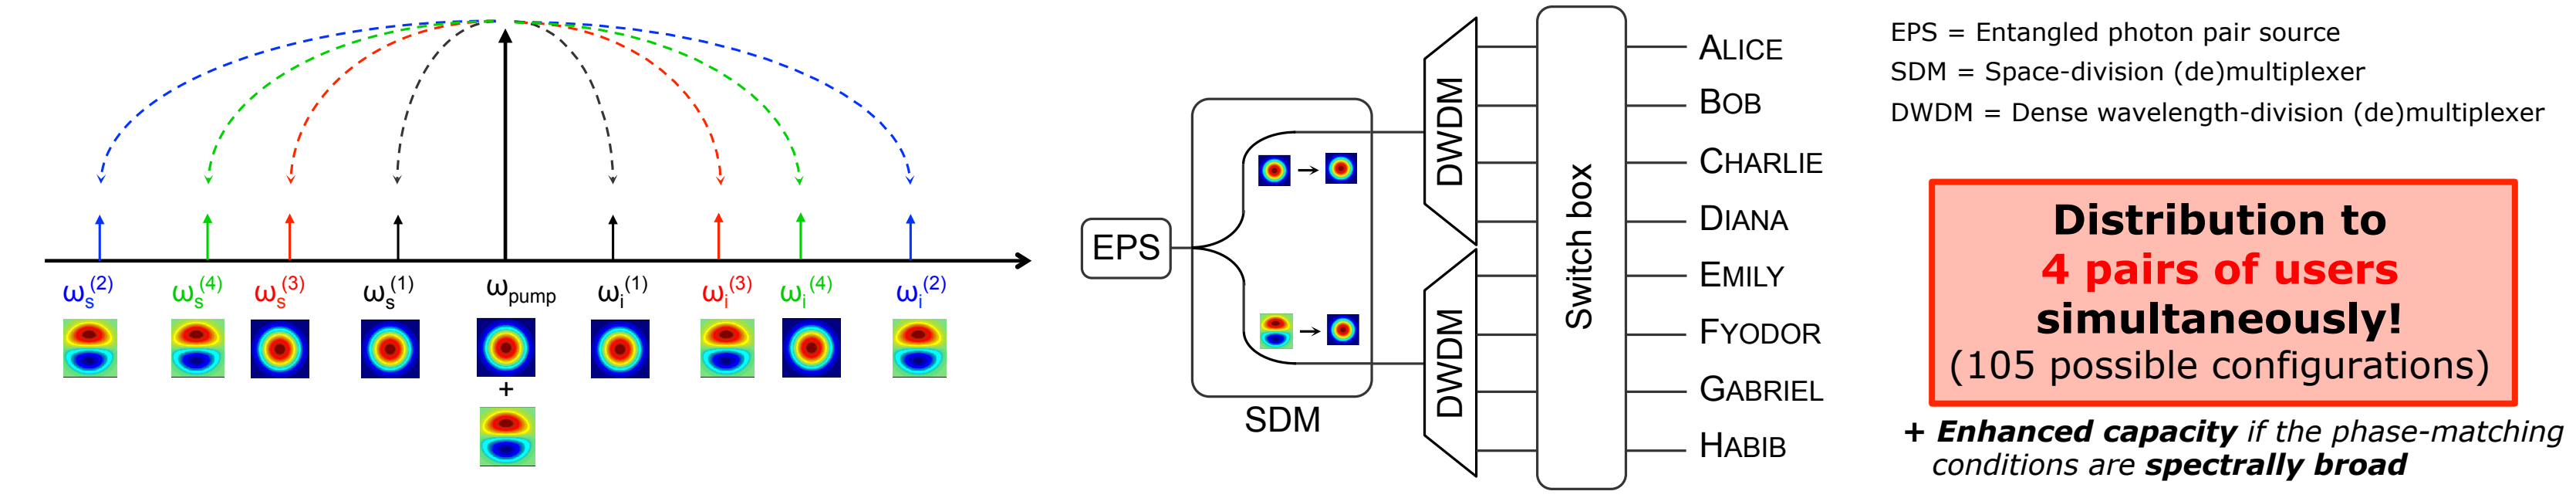 ωs(2) ωs(4) ωs(3) ωs(1) ωpump ωi(1) ωi(3) ωi(4) ωi(2)
+
EPS
SDM
DWDM
DWDM
Switch box
ALICE
BOB
CHARLIE
DIANA
EMILY
FYODOR
GABRIEL
HABIB
EPS = Entangled photon pair source
SDM = Space-division (de)multiplexer
DWDM = Dense wavelength-division (de)multiplexer
Distribution to
4 pairs of users
simultaneously!
(105 possible configurations)
+ Enhanced capacity if the phase-matching
conditions are spectrally broad